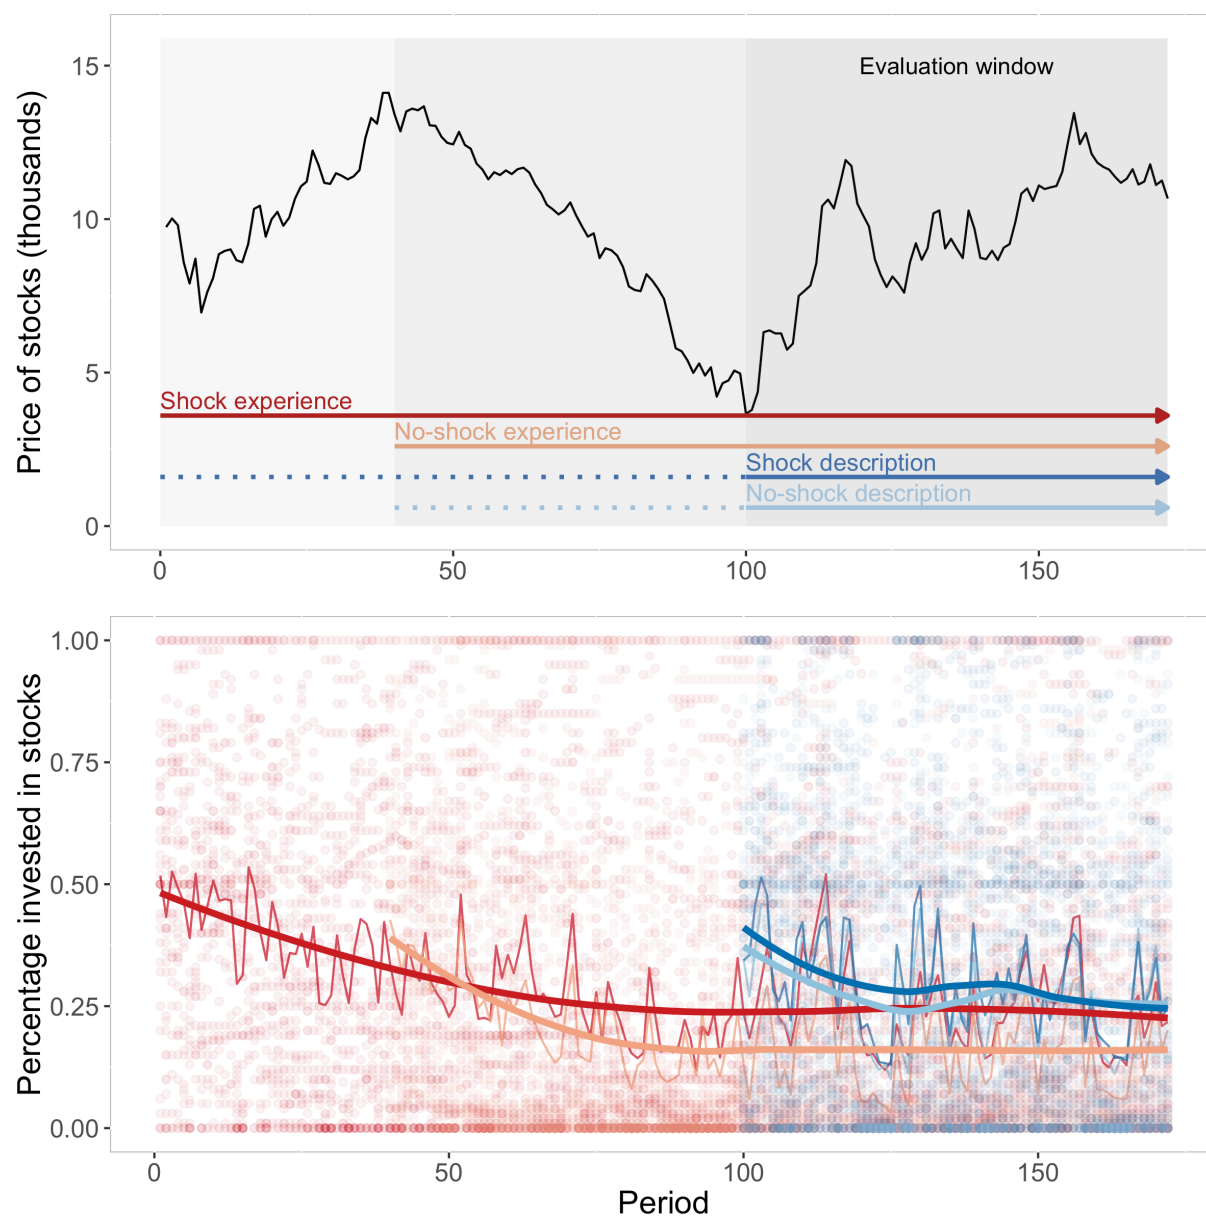 Price of stocks (thousands)
15
10
5
0
Evaluation window
Shock experience
No-shock experience
Shock description
No-shock description
0 50 100 150
Percentage invested in stocks
1.00
0.75
0.50
0.25
0.00
0 50 100 150
Period